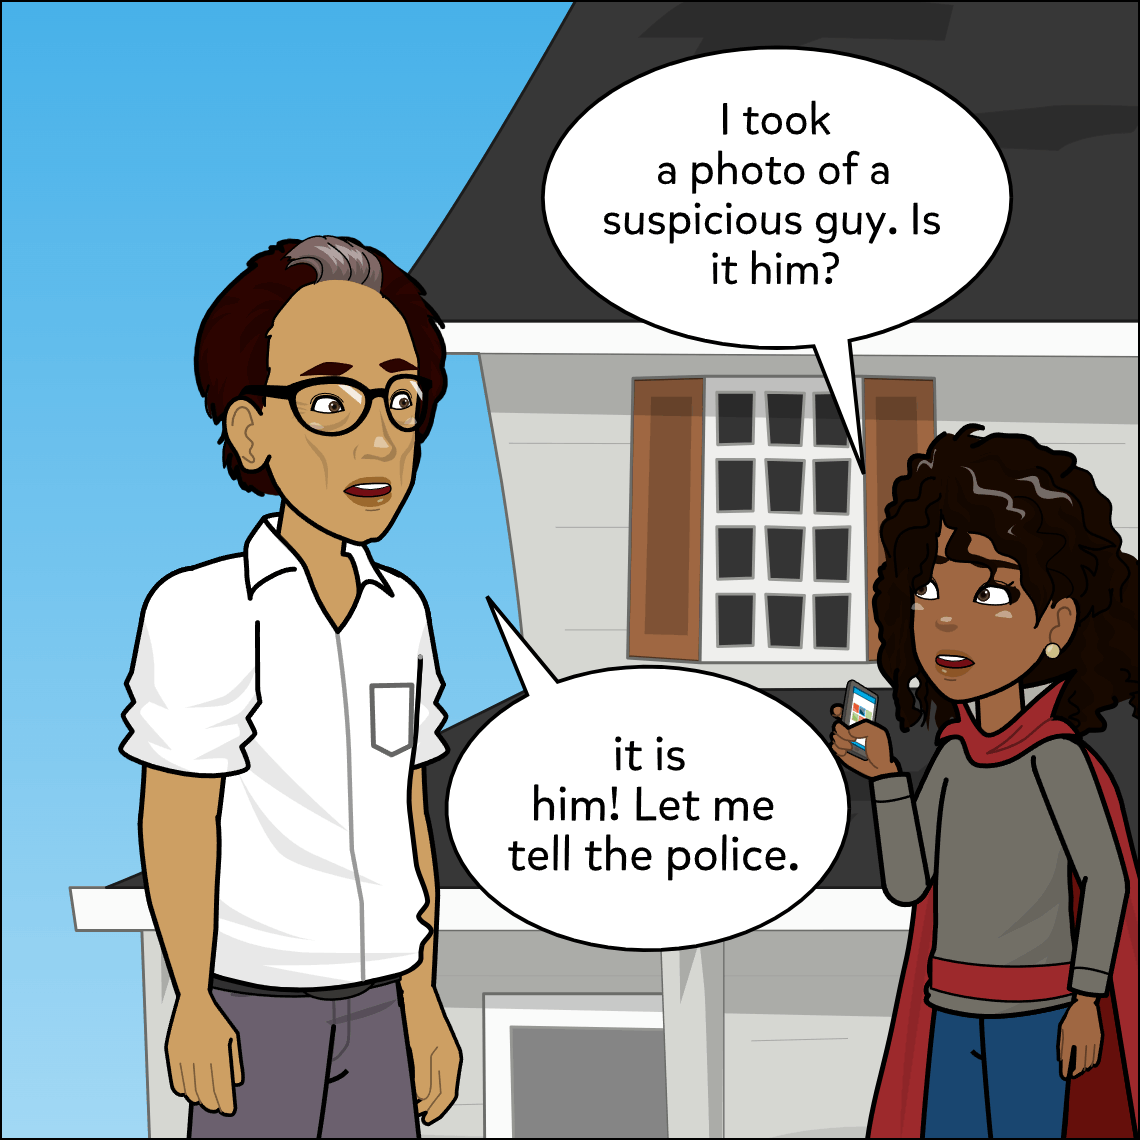 I took
a photo of a
suspicious guy. Is
it him?
it is
him! Let me
tell the police.